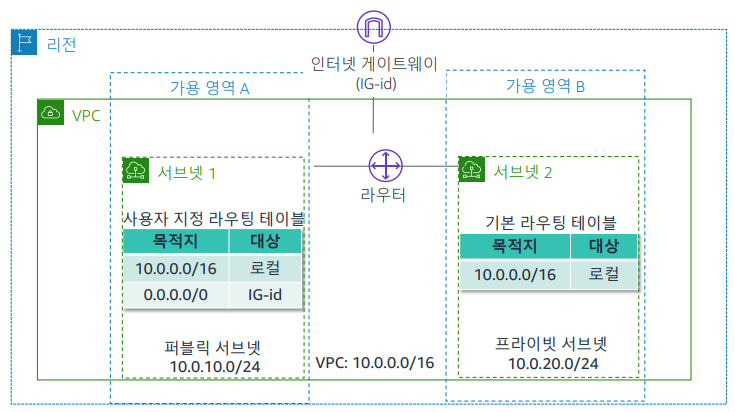 리전
인터넷 게이트웨이
(IG-id)
가용 영역 A
가용 영역 B
VPC
서브넷 1
라우터
서브넷 2
사용자 지정 라우팅 테이블
목적지 대상
10.0.0.0/16 로컬
0.0.0.0/0 IG-id
기본 라우팅 테이블
목적지 대상
10.0.0.0/16 로컬
퍼블릭 서브넷
10.0.10.0/24
VPC: 10.0.0.0/16
프라이빗 서브넷
10.0.20.0/24